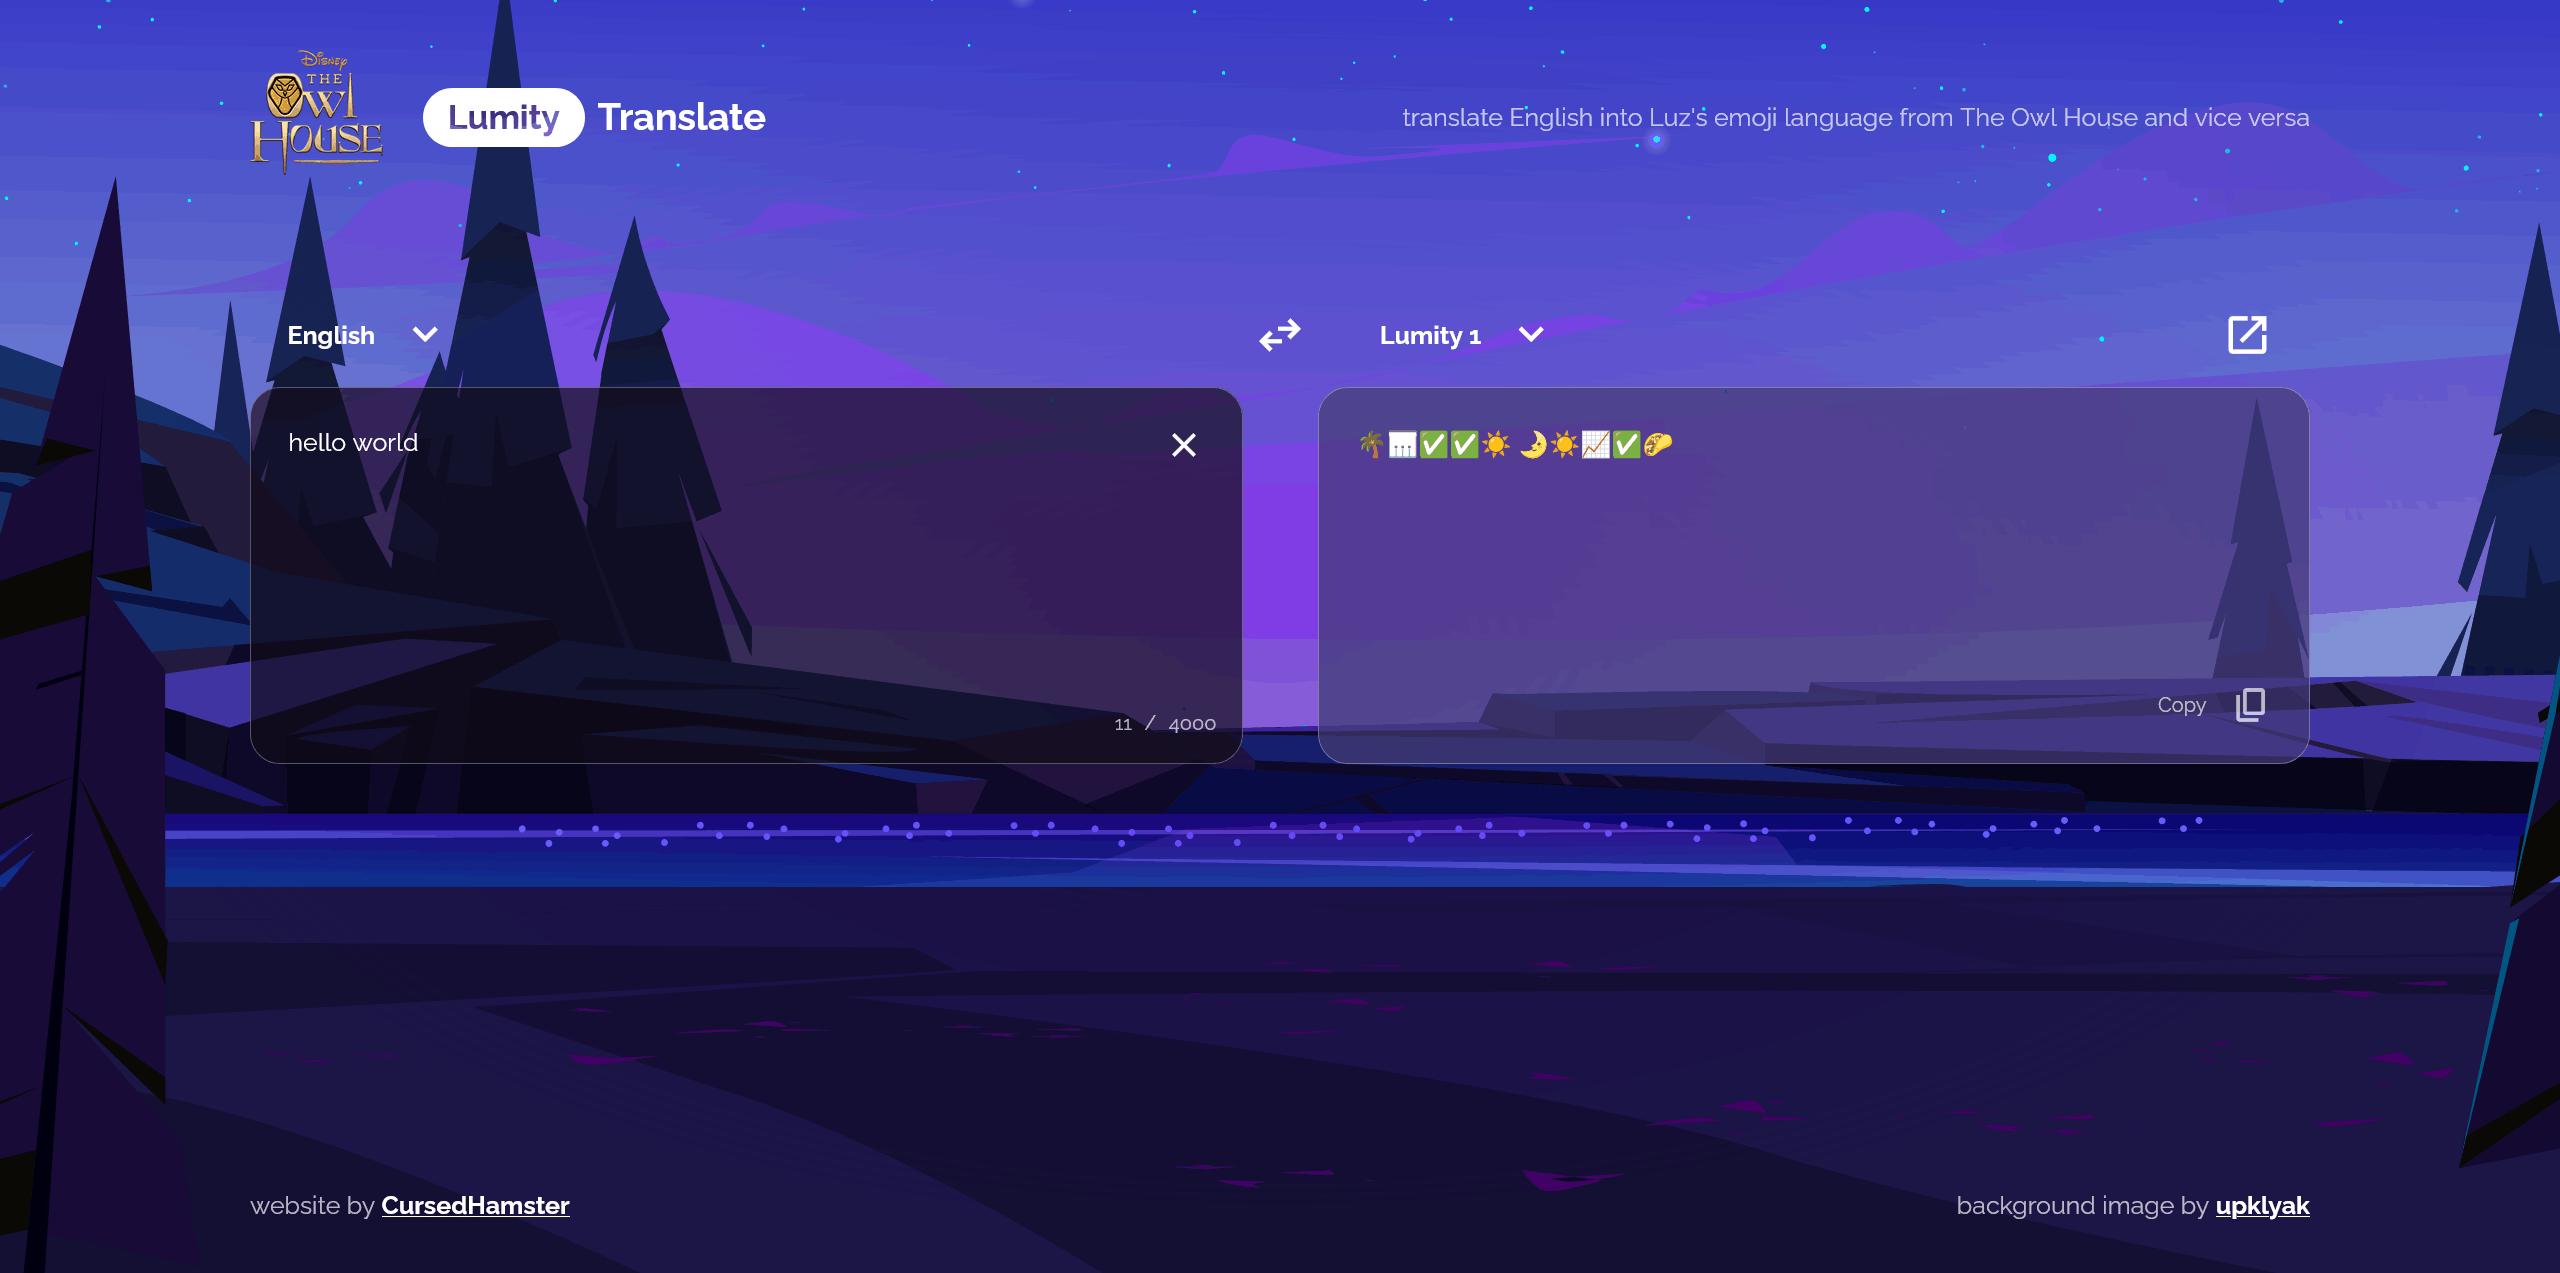 Disney
THE
OWL
HOUSE
Lumity Translate
translate English into Luz's emoji language from The Owl House and vice versa
English
Lumity 1
hello world
🌴🎹✅✅☀️ 🌛☀️📈✅🌮
11 / 4000
Copy
website by CursedHamster
background image by upklyak